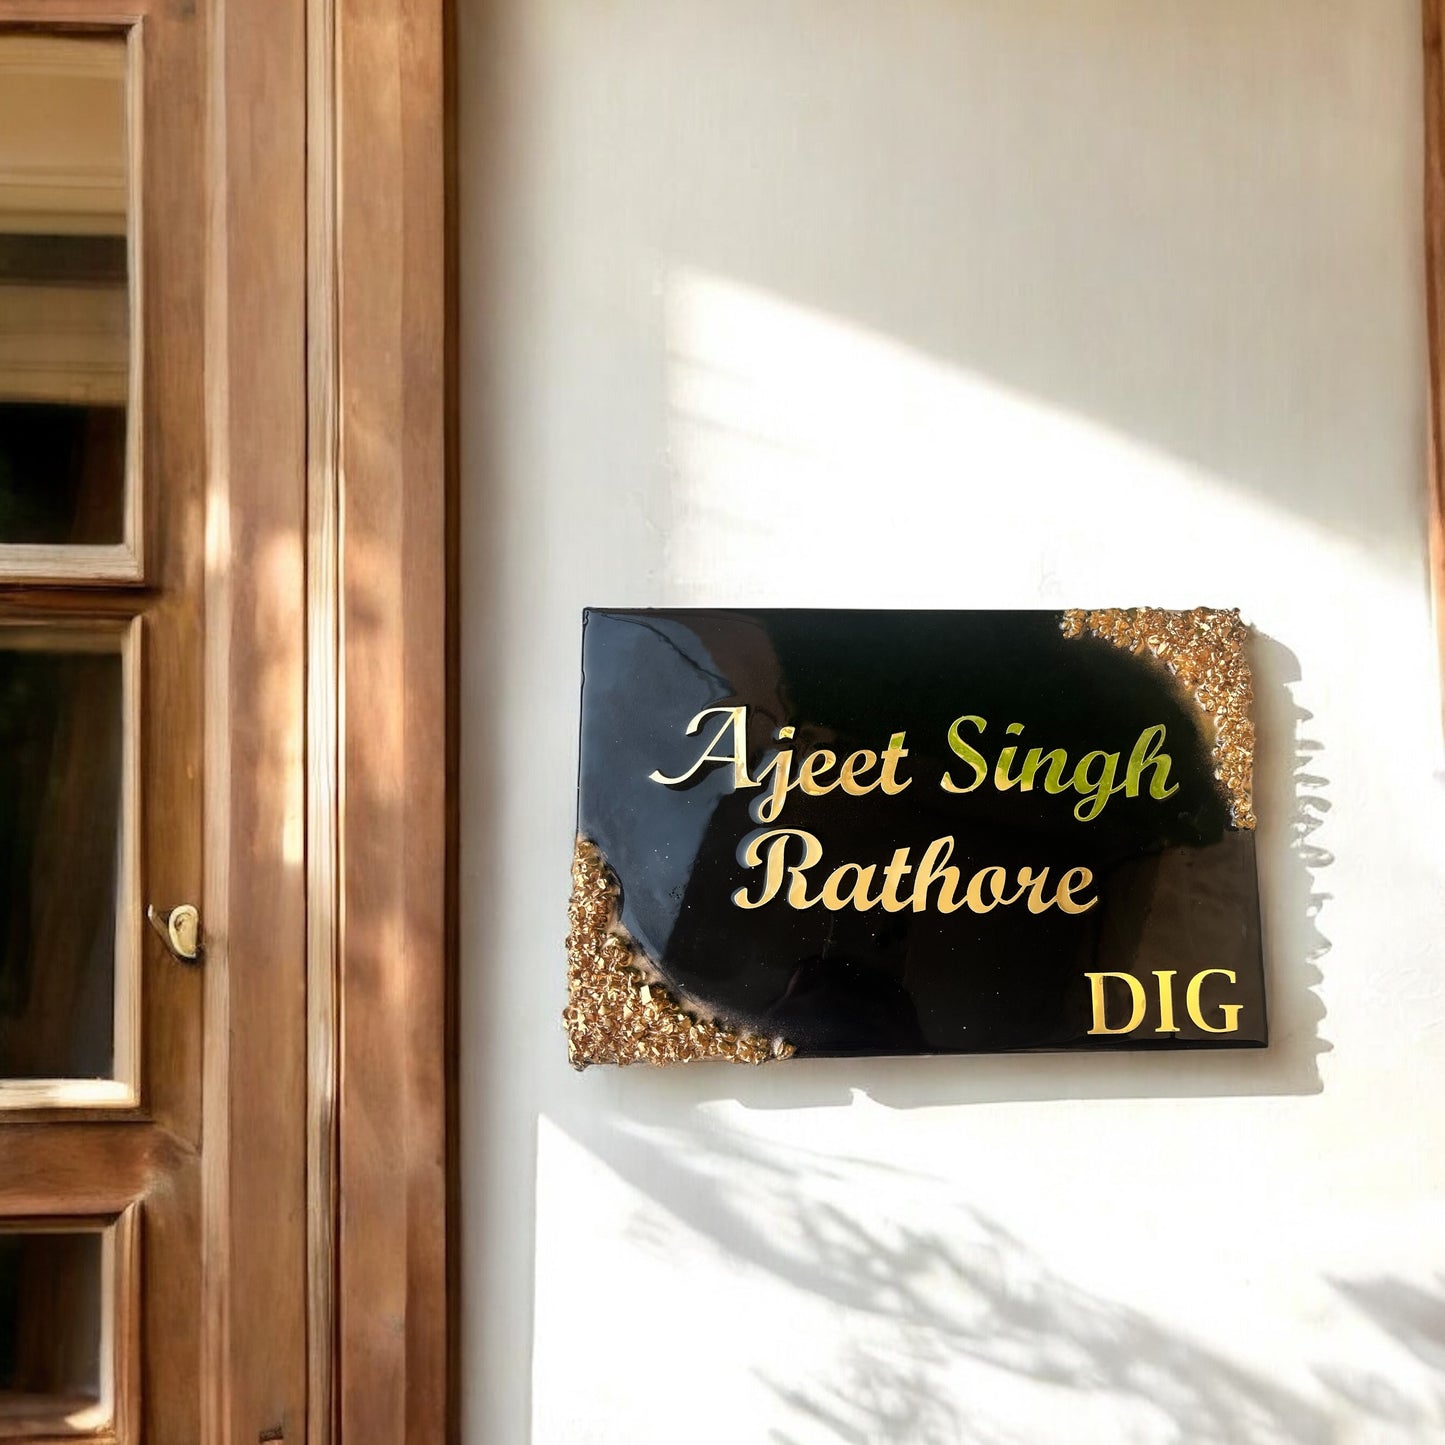 Ajeet Singh
Rathore
DIG